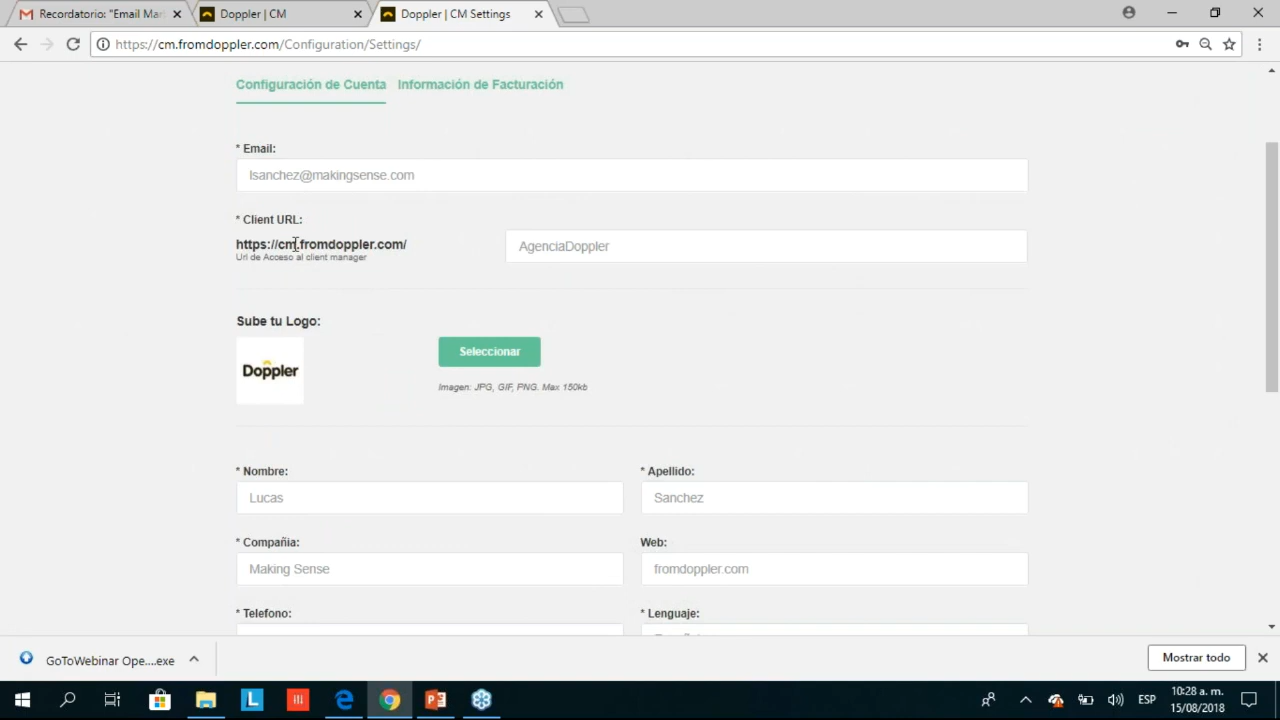 Recordatorio: "Email Mar
Doppler | CM
Doppler | CM Settings
https://cm.fromdoppler.com/Configuration/Settings/
Configuración de Cuenta
Información de Facturación
* Email:
lsanchez@makingsense.com
* Client URL:
https://cm.fromdoppler.com/
AgenciaDoppler
Url de Acceso al client manager
Sube tu Logo:
Doppler
Seleccionar
Imagen: JPG, GIF, PNG. Max 150kb
* Nombre:
* Apellido:
Lucas
Sanchez
* Compañia:
Web:
Making Sense
fromdoppler.com
* Telefono:
* Lenguaje:
GoToWebinar Ope....exe
Mostrar todo
L
ESP
10:28 a. m.
15/08/2018